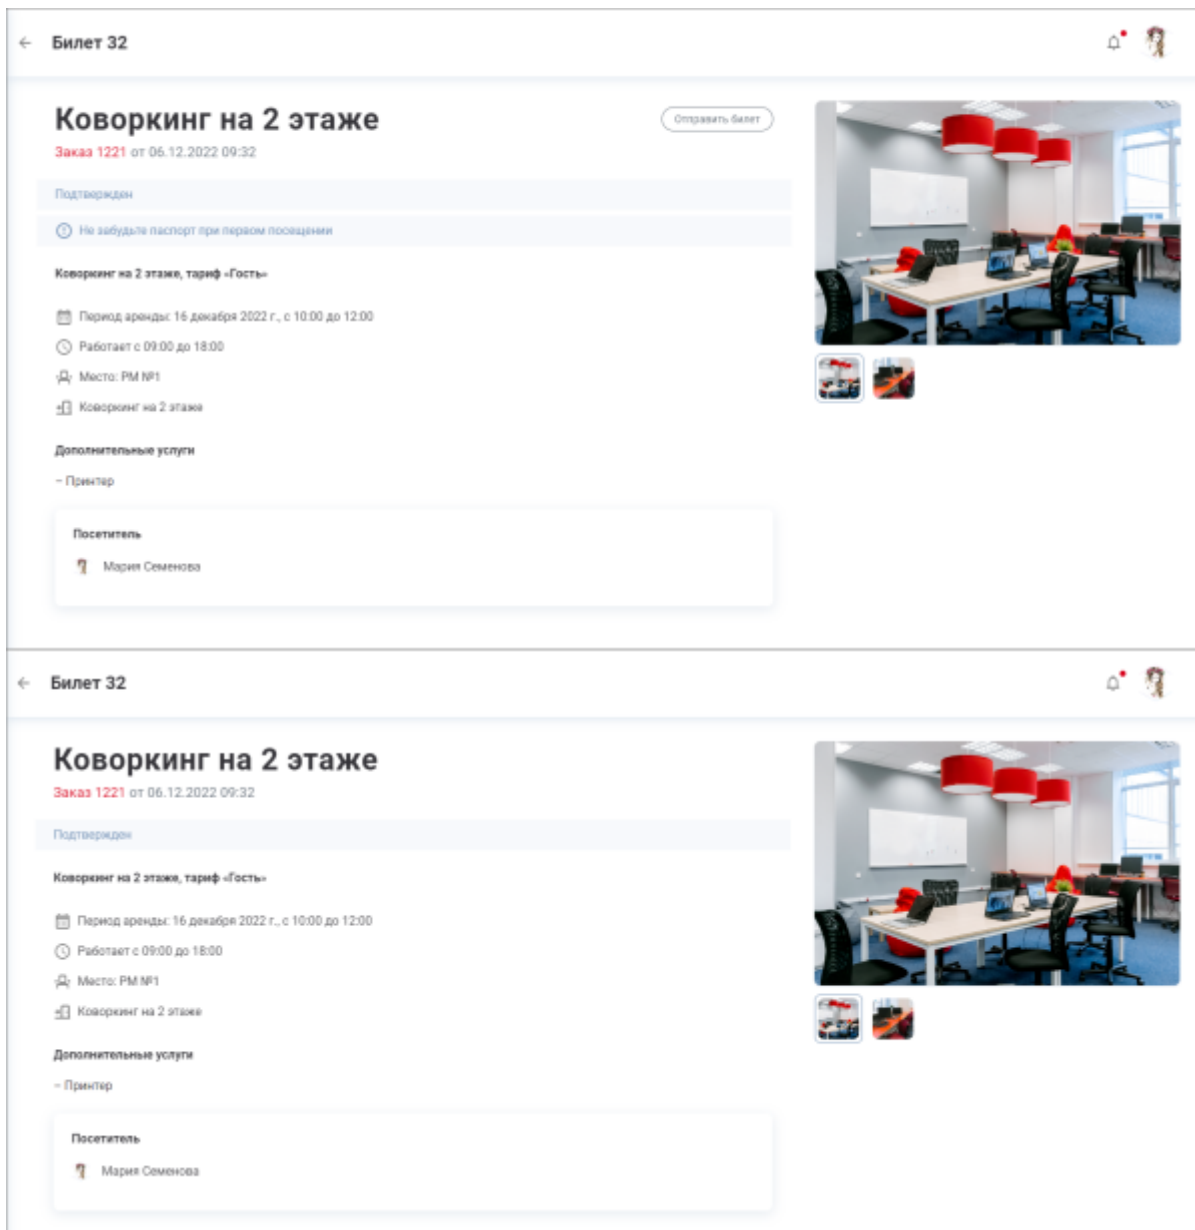 Билет 32
Коворкинг на 2 этаже
Отправить билет
Заказ 1221 от 06.12.2022 09:32
Подтвержден
Не забудьте паспорт при первом посещении
Коворкинг на 2 этаже, тариф «Гость»
Период аренды: 16 декабря 2022 г., с 10:00 до 12:00
Работает с 09:00 до 18:00
Место: РМ №1
Коворкинг на 2 этаже
Дополнительные услуги
– Принтер
Посетитель
Мария Семенова
Билет 32
Коворкинг на 2 этаже
Заказ 1221 от 06.12.2022 09:32
Подтвержден
Коворкинг на 2 этаже, тариф «Гость»
Период аренды: 16 декабря 2022 г., с 10:00 до 12:00
Работает с 09:00 до 18:00
Место: РМ №1
Коворкинг на 2 этаже
Дополнительные услуги
– Принтер
Посетитель
Мария Семенова